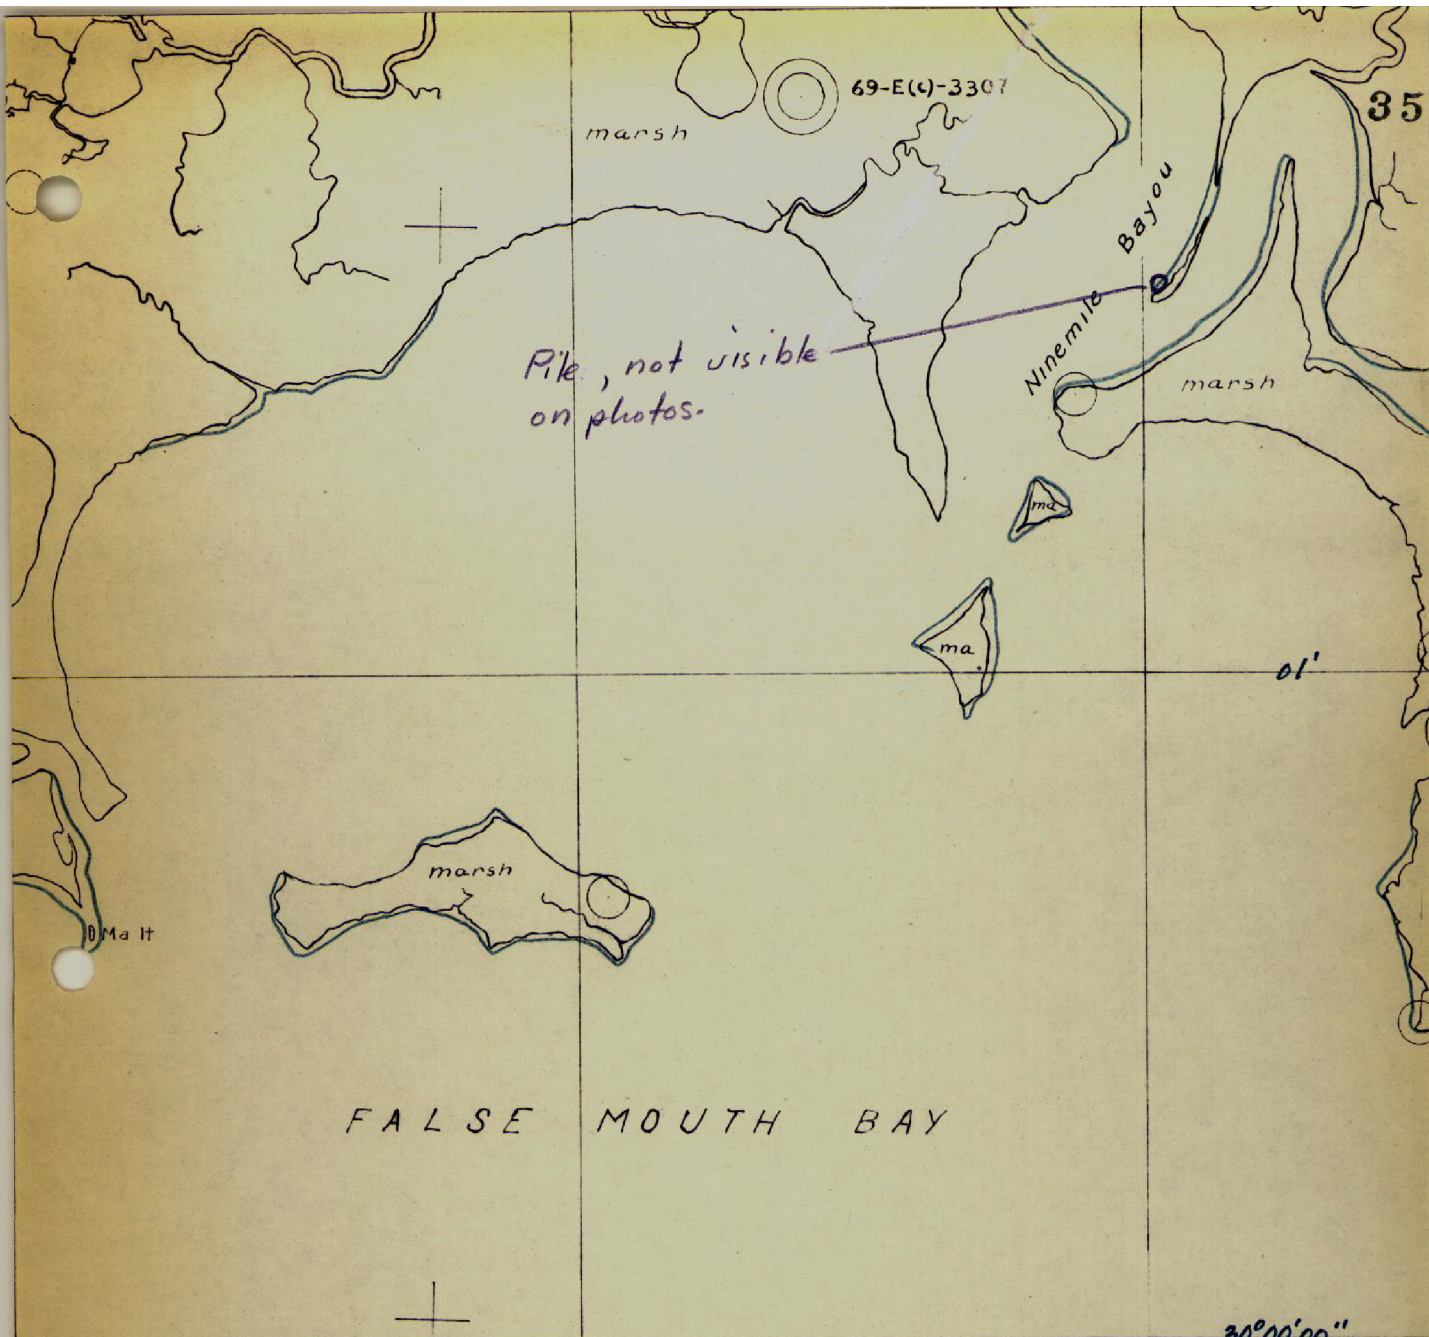 69-E(c)-3307
35
marsh
Ninemile Bayou
Pile, not visible
on photos.
marsh
ma
ma
01'
marsh
Ma lt
FALSE MOUTH BAY
30°00'00"